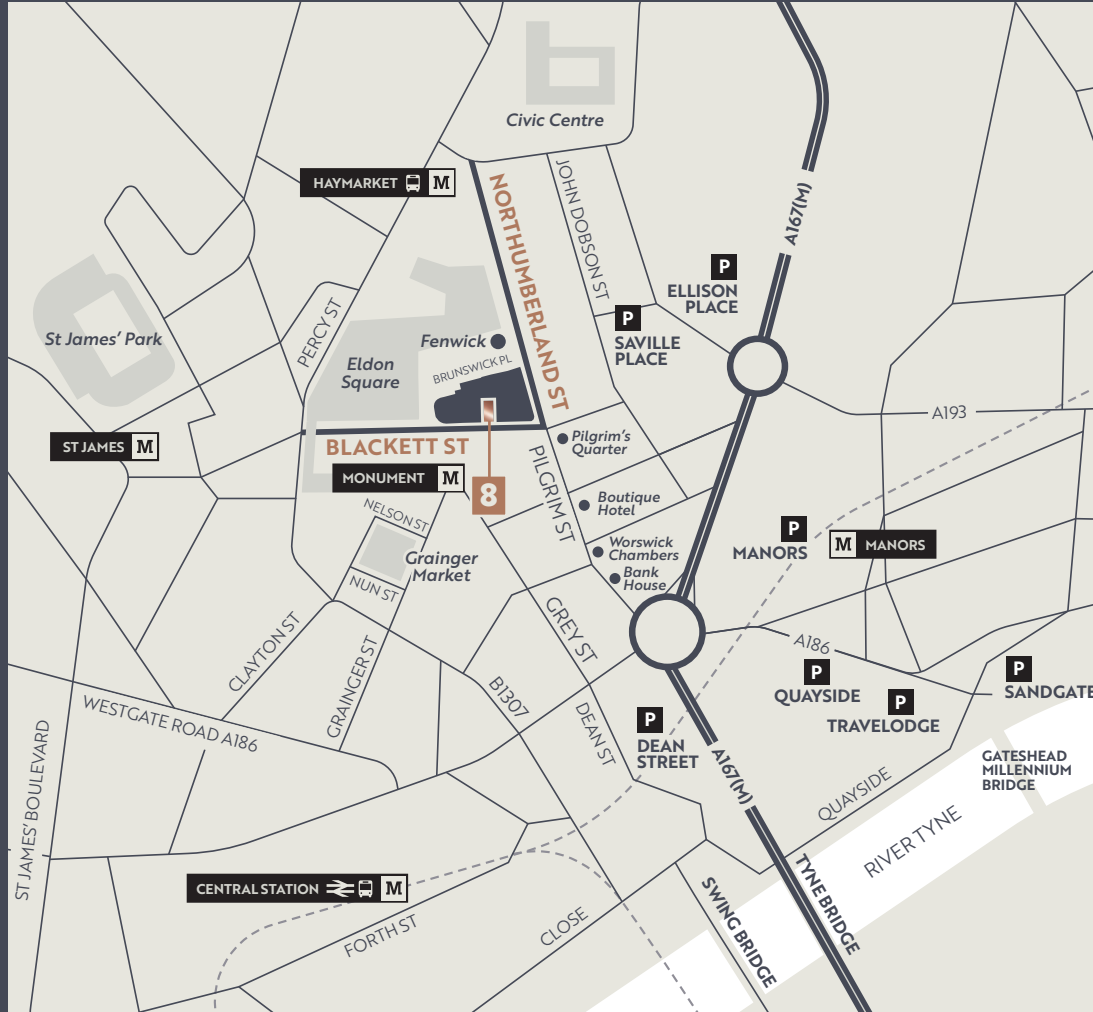 Civic Centre
HAYMARKET M
NORTHUMBERLAND ST
JOHN DOBSON ST
A167(M)
P
ELLISON
PLACE
P
SAVILLE
PLACE
St James' Park
PERCY ST
Fenwick
Eldon
Square
BRUNSWICK PL
A193
ST JAMES M
BLACKETT ST
MONUMENT M
8
PILGRIM ST
Pilgrim's
Quarter
Boutique
Hotel
Worswick
Chambers
Bank
House
NELSON ST
Grainger
Market
NUN ST
P
MANORS
M MANORS
CLAYTON ST
GRAINGER ST
GREY ST
A186
P
QUAYSIDE
P
TRAVELODGE
P
SANDGATE
WESTGATE ROAD A186
B1307
DEAN ST
P
DEAN
STREET
A167(M)
ST JAMES' BOULEVARD
QUAYSIDE
GATESHEAD
MILLENNIUM
BRIDGE
RIVER TYNE
CENTRAL STATION M
FORTH ST
CLOSE
SWING BRIDGE
TYNE BRIDGE